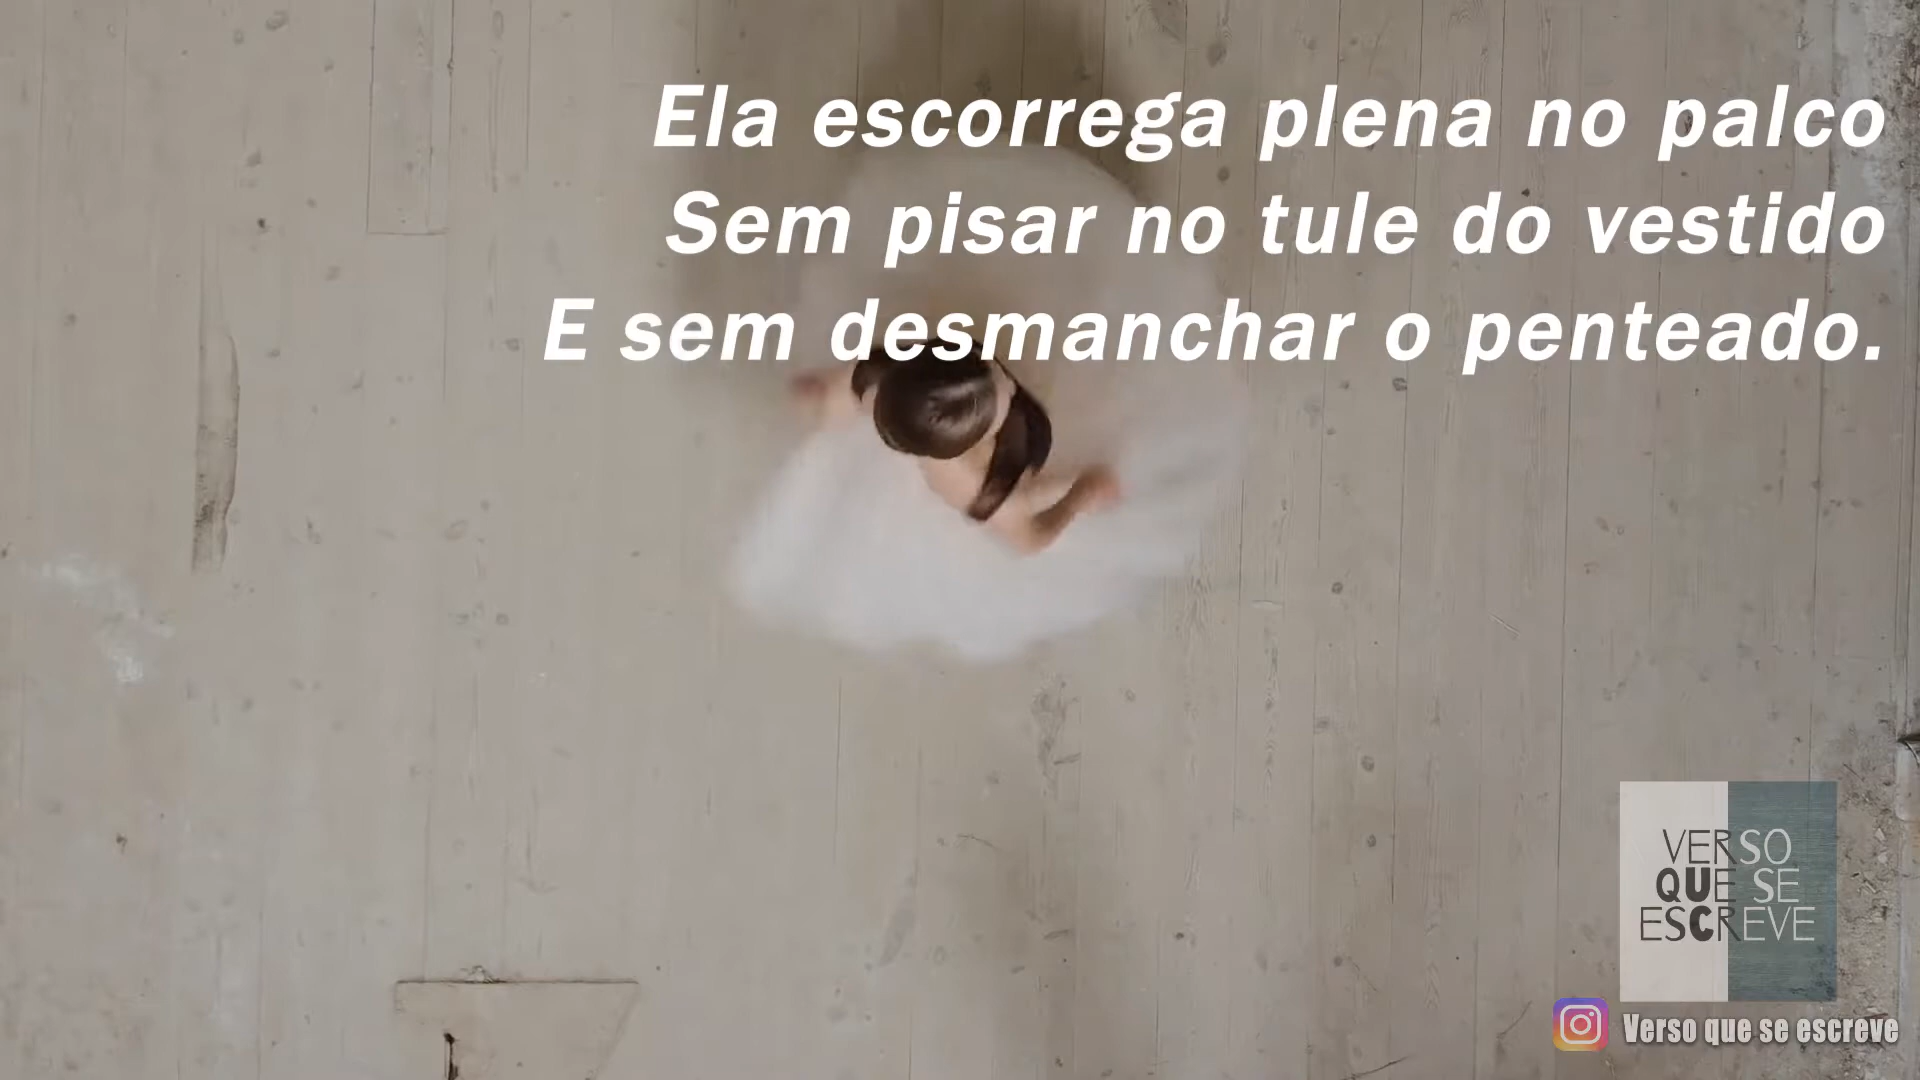 Ela escorrega plena no palco
Sem pisar no tule do vestido
E sem desmanchar o penteado.
VERSO
QUE SE
ESCREVE
Verso que se escreve